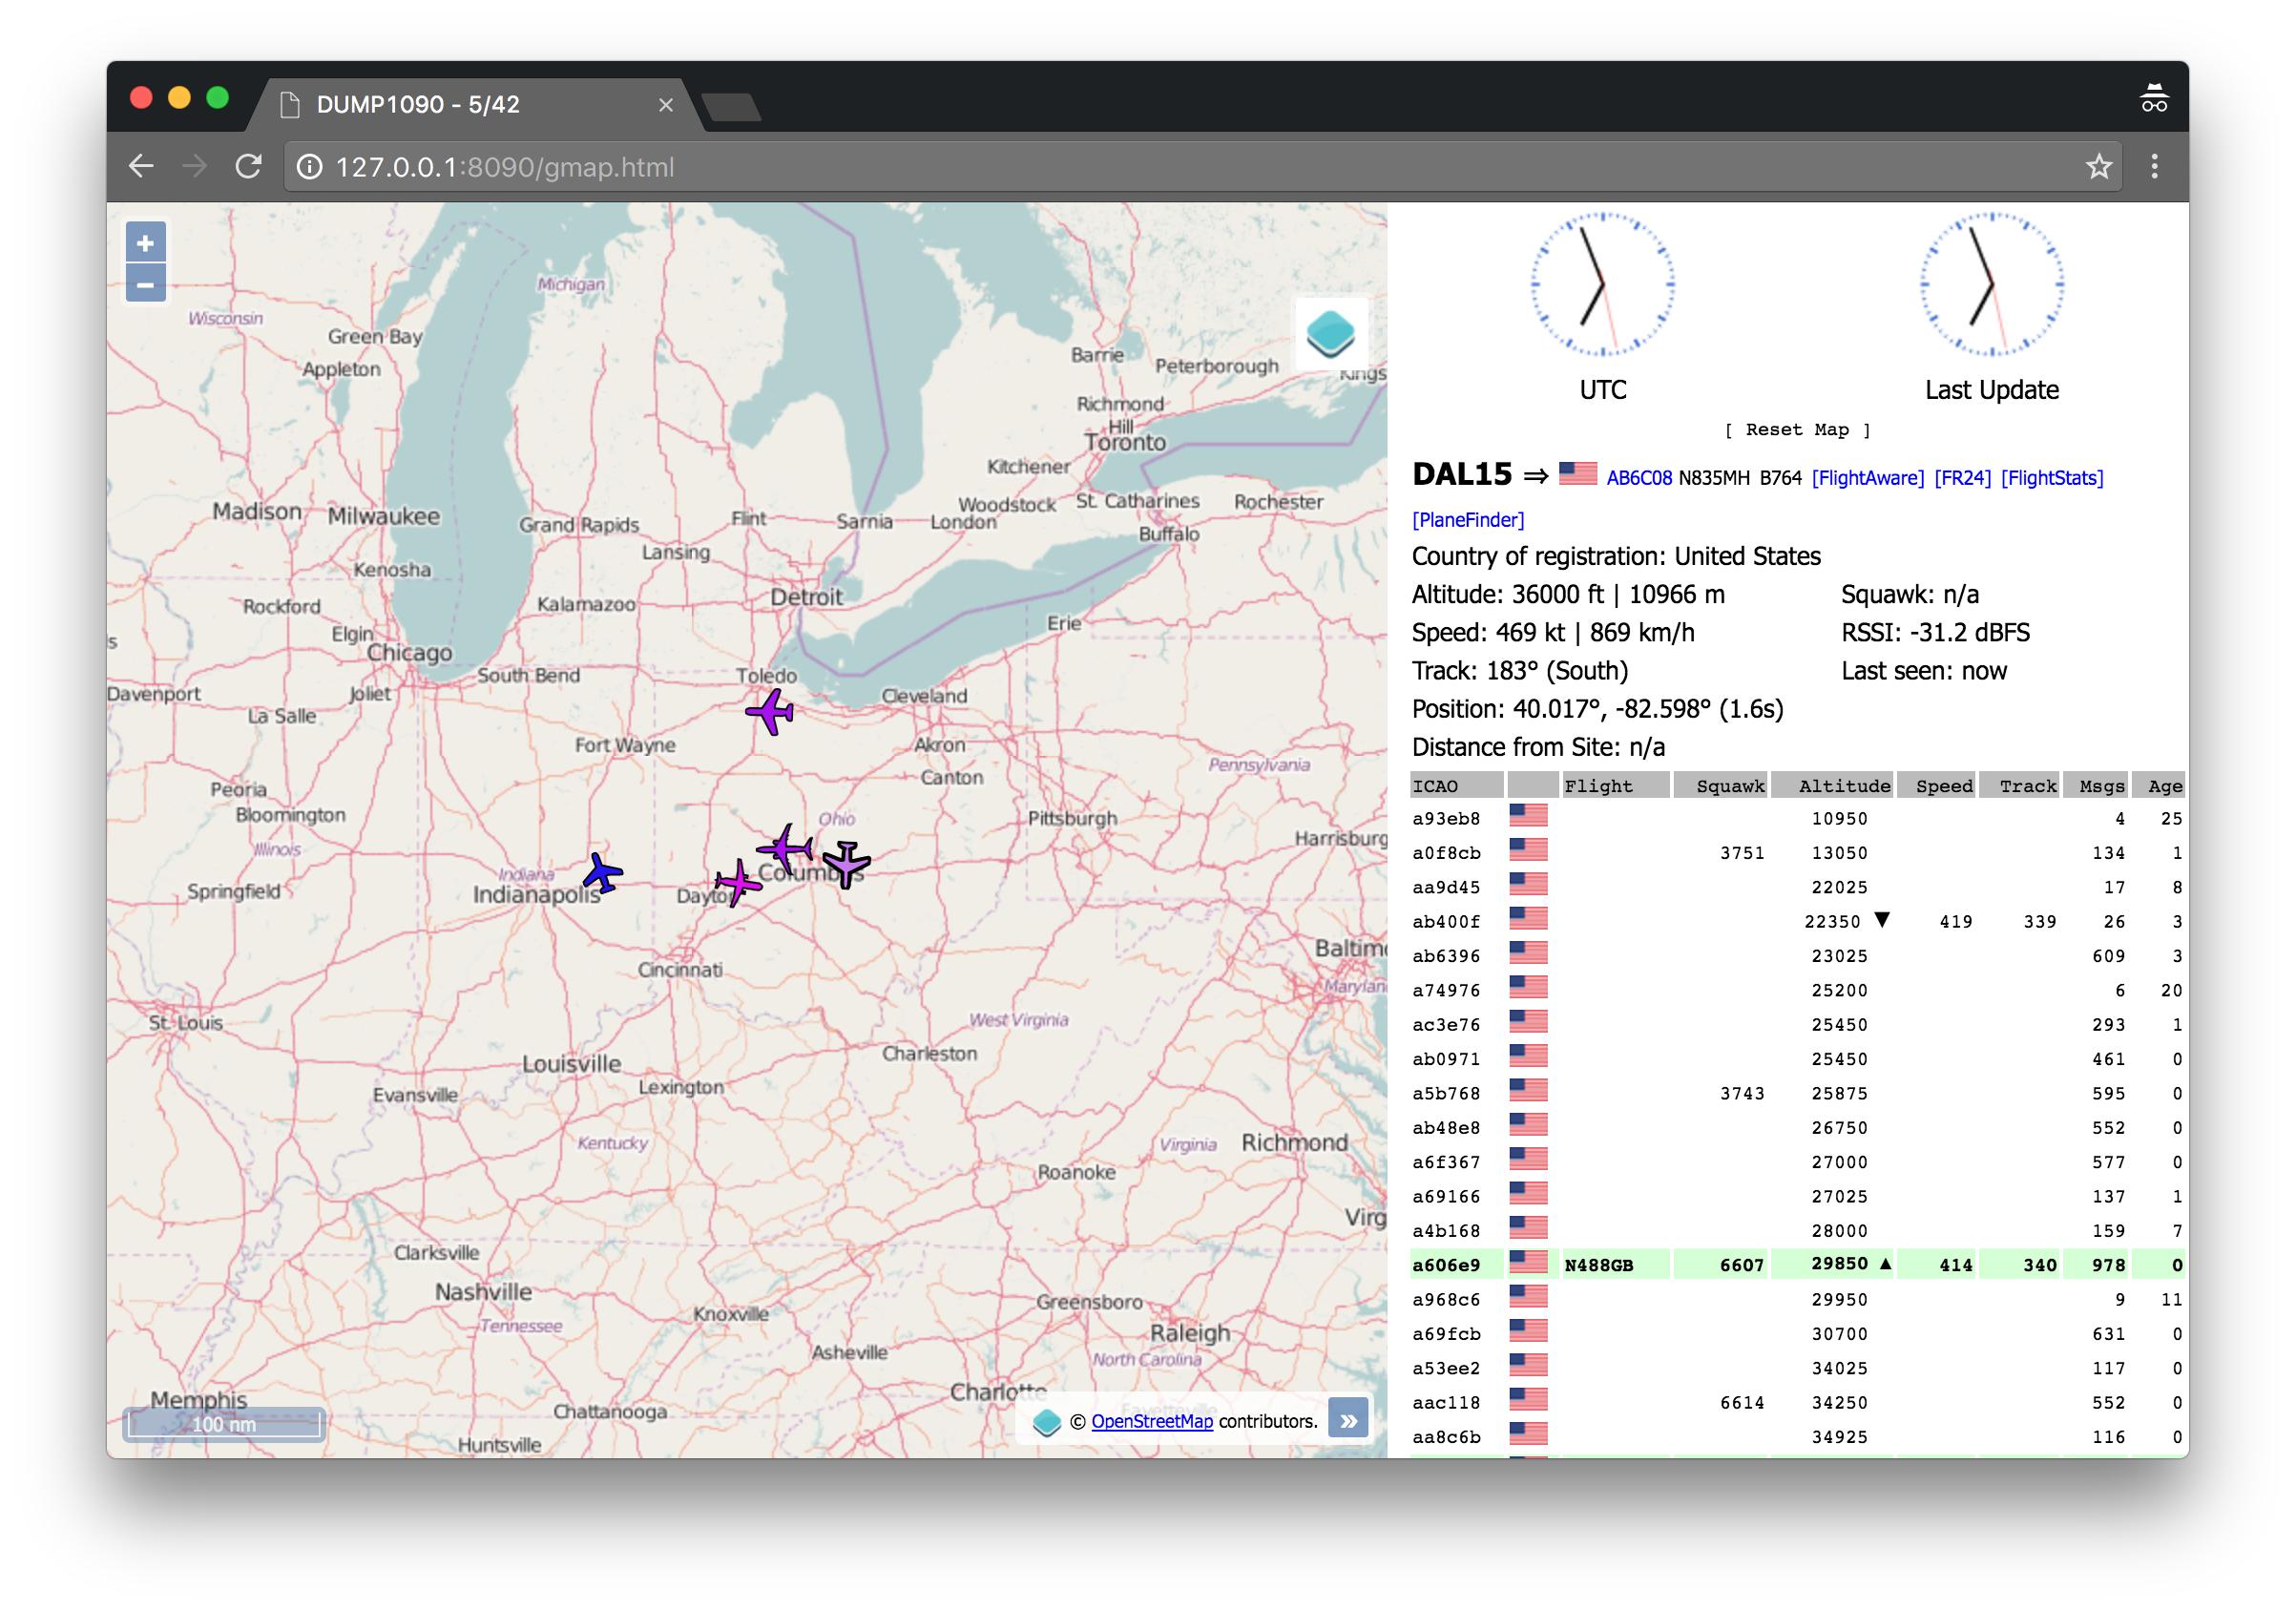 DUMP1090 - 5/42
127.0.0.1:8090/gmap.html
+
−
Michigan
Wisconsin
Green Bay
Appleton
Barrie
Peterborough
Kings
Richmond
Hill
Toronto
Kitchener
Madison
Milwaukee
Woodstock
St. Catharines
Rochester
Grand Rapids
Flint
Sarnia
London
Buffalo
Lansing
Kenosha
Rockford
Kalamazoo
Detroit
Erie
Elgin
Chicago
s
South Bend
Toledo
Davenport
Joliet
Cleveland
La Salle
Fort Wayne
Akron
Pennsylvania
Canton
Peoria
Bloomington
Ohio
Pittsburgh
Harrisburg
Illinois
Indiana
Columbus
Springfield
Indianapolis
Dayto
Baltim
Cincinnati
Marylan
St. Louis
West Virginia
Louisville
Charleston
Evansville
Lexington
Kentucky
Virginia
Richmond
Roanoke
Virg
Clarksville
Nashville
Knoxville
Greensboro
Tennessee
Raleigh
Asheville
North Carolina
Memphis
Charlotte
Fayetteville
Chattanooga
100 nm
© OpenStreetMap contributors. »
Huntsville
UTC Last Update
[ Reset Map ]
DAL15 ⇒ AB6C08 N835MH B764 [FlightAware] [FR24] [FlightStats]
[PlaneFinder]
Country of registration: United States
Altitude: 36000 ft | 10966 m Squawk: n/a
Speed: 469 kt | 869 km/h RSSI: -31.2 dBFS
Track: 183° (South) Last seen: now
Position: 40.017°, -82.598° (1.6s)
Distance from Site: n/a
ICAO Flight Squawk Altitude Speed Track Msgs Age
a93eb8 10950 4 25
a0f8cb 3751 13050 134 1
aa9d45 22025 17 8
ab400f 22350 ▼ 419 339 26 3
ab6396 23025 609 3
a74976 25200 6 20
ac3e76 25450 293 1
ab0971 25450 461 0
a5b768 3743 25875 595 0
ab48e8 26750 552 0
a6f367 27000 577 0
a69166 27025 137 1
a4b168 28000 159 7
a606e9 N488GB 6607 29850 ▲ 414 340 978 0
a968c6 29950 9 11
a69fcb 30700 631 0
a53ee2 34025 117 0
aac118 6614 34250 552 0
aa8c6b 34925 116 0